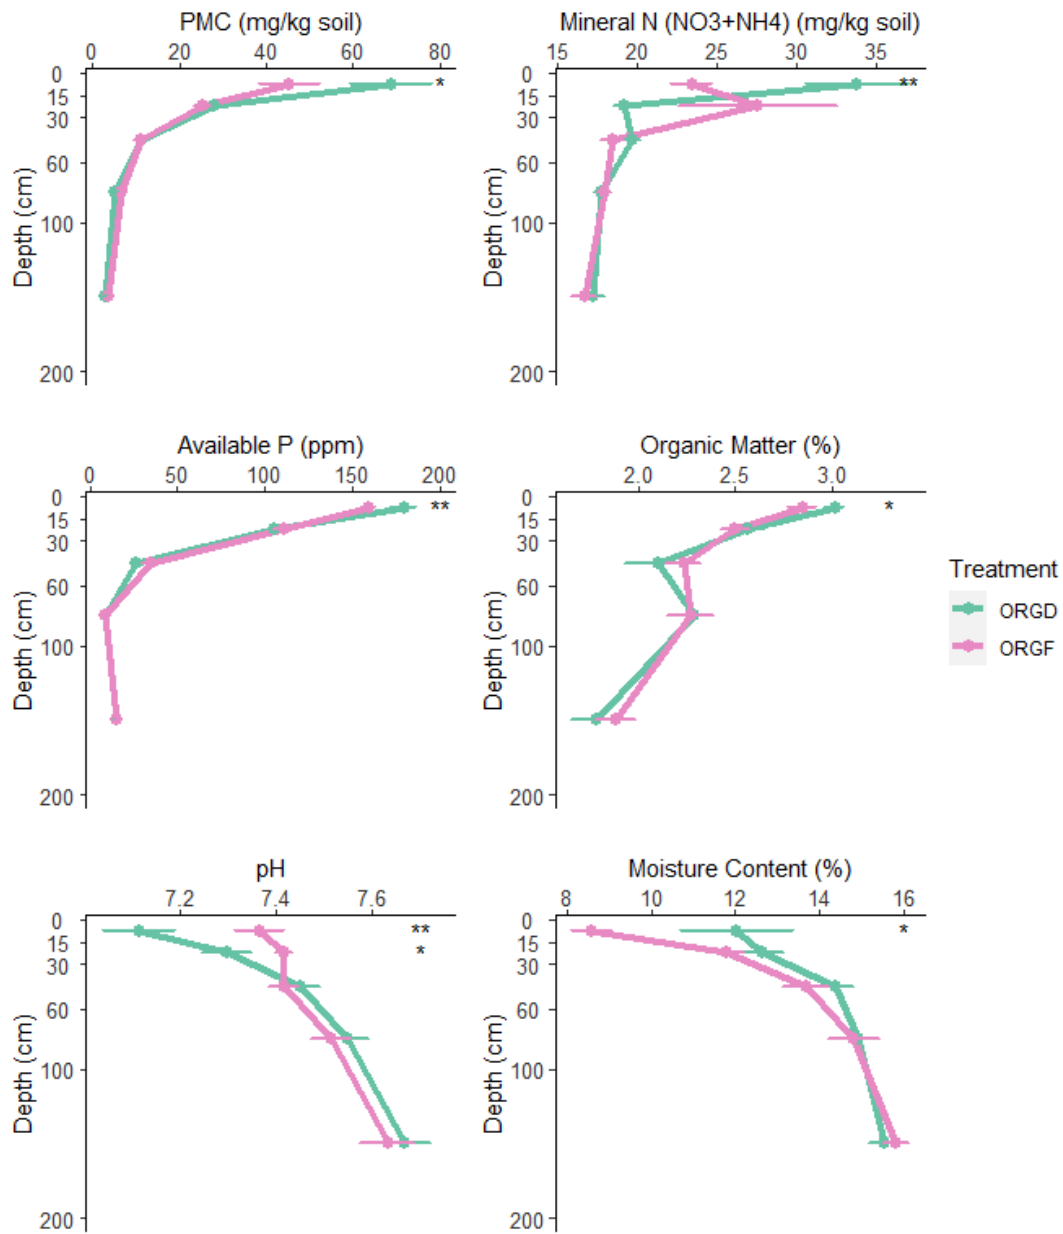 PMC (mg/kg soil)
0 20 40 60 80
0
15
30
60
100
200
Depth (cm)
*
Mineral N (NO3+NH4) (mg/kg soil)
15 20 25 30 35
0
15
30
60
100
200
Depth (cm)
**
Available P (ppm)
0 50 100 150 200
0
15
30
60
100
200
Depth (cm)
**
Organic Matter (%)
2.0 2.5 3.0
0
15
30
60
100
200
Depth (cm)
*
Treatment
ORGD
ORGF
pH
7.2 7.4 7.6
0
15
30
60
100
200
Depth (cm)
**
*
Moisture Content (%)
8 10 12 14 16
0
15
30
60
100
200
Depth (cm)
*